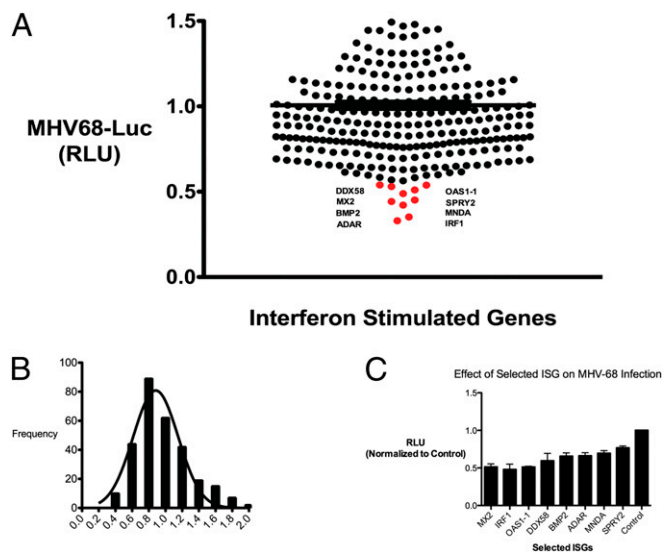 A
1.5
1.0
0.5
0.0
MHV68-Luc
(RLU)
DDX58
MX2
BMP2
ADAR
OAS1-1
SPRY2
MNDA
IRF1
Interferon Stimulated Genes
B
100
80
60
40
20
0
Frequency
0.0
0.2
0.4
0.6
0.8
1.0
1.2
1.4
1.6
1.8
2.0
C
Effect of Selected ISG on MHV-68 Infection
RLU
(Normalized to Control)
1.5
1.0
0.5
0.0
MX2
IRF1
OAS1-1
DDX58
BMP2
ADAR
MNDA
SPRY2
Control
Selected ISGs